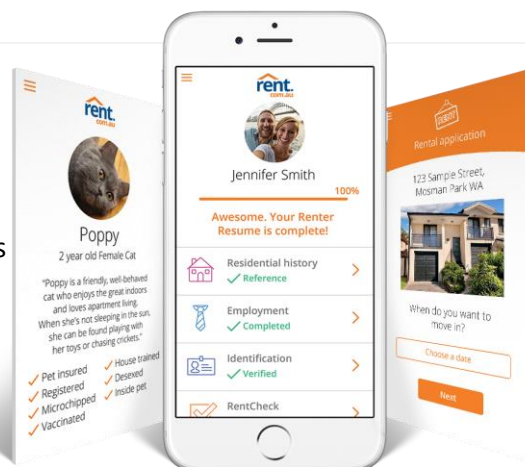 s
rent.
.com.au
Poppy
2 year old Female Cat
"Poppy is a friendly, well-behaved
cat who enjoys the great indoors
and loves apartment living.
When she's not sleeping in the sun,
she can be found playing with
her toys or chasing crickets."
Pet insured
Registered
Microchipped
Vaccinated
House trained
Desexed
Inside pet
rent.
.com.au
Jennifer Smith
100%
Awesome. Your Renter
Resume is complete!
Residential history
Reference
Employment
Completed
Identification
Verified
RentCheck
Rental application
123 Sample Street,
Mosman Park WA
When do you want to
move in?
Choose a date
Next